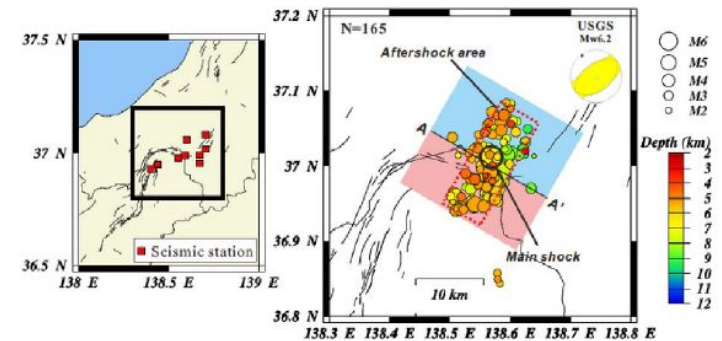 37.5 N
37 N
36.5 N
138 E
138.5 E
139 E
Seismic station
37.2 N
37.1 N
37.0 N
36.9 N
36.8 N
138.3 E
138.4 E
138.5 E
138.6 E
138.7 E
138.8 E
N=165
USGS
Mw6.2
Aftershock area
A
A'
Main shock
10 km
M6
M5
M4
M3
M2
Depth (km)
2
3
4
5
6
7
8
9
10
11
12